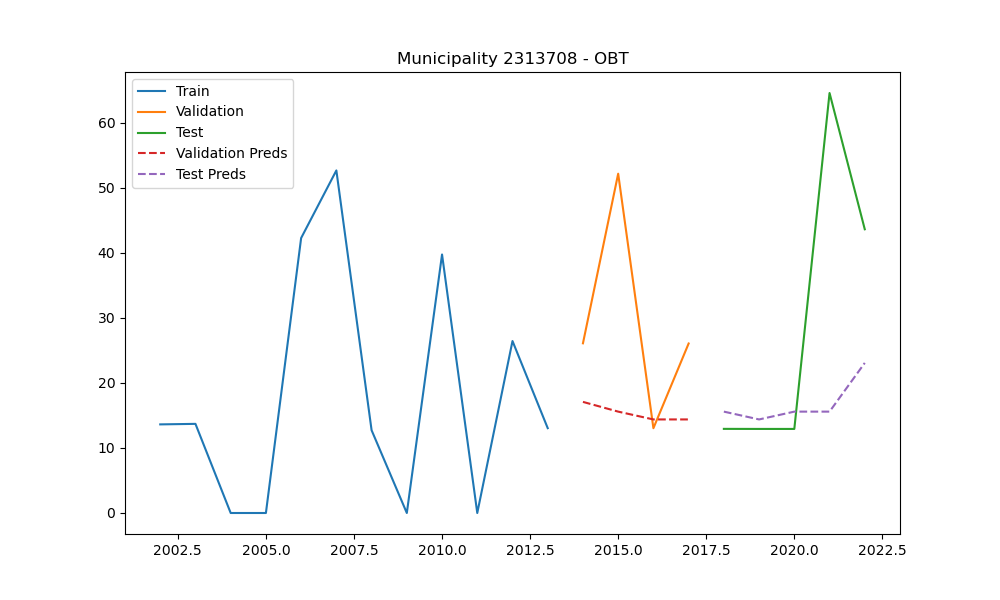 Municipality 2313708 - OBT
Train
Validation
Test
Validation Preds
Test Preds
60
50
40
30
20
10
0
2002.5 2005.0 2007.5 2010.0 2012.5 2015.0 2017.5 2020.0 2022.5